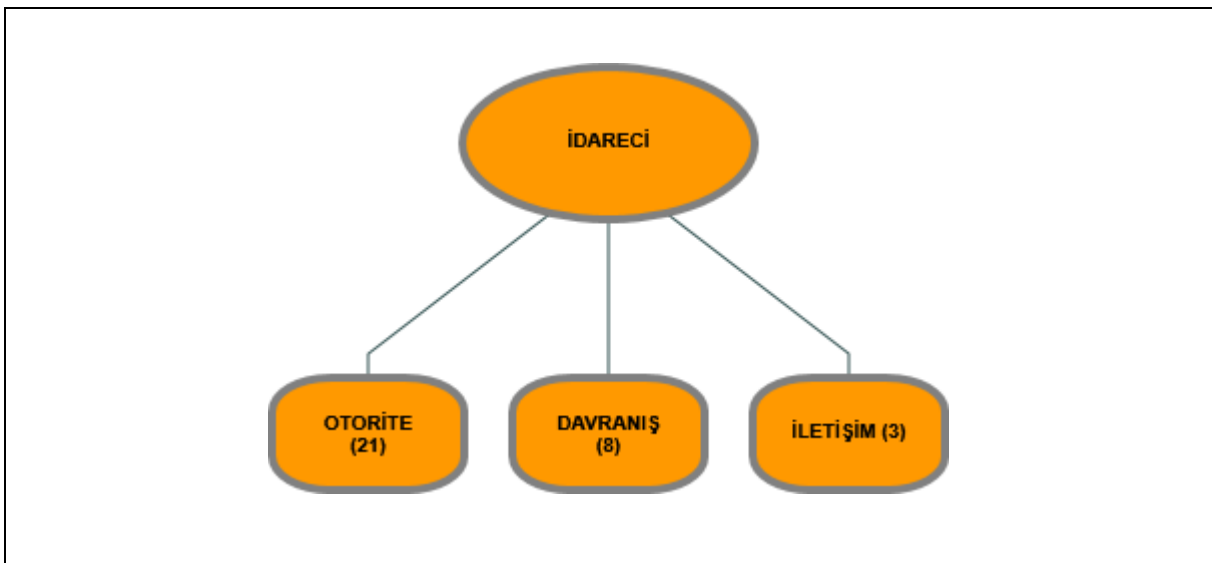 İDARECİ
OTORİTE
(21)
DAVRANIŞ
(8)
İLETİŞİM (3)